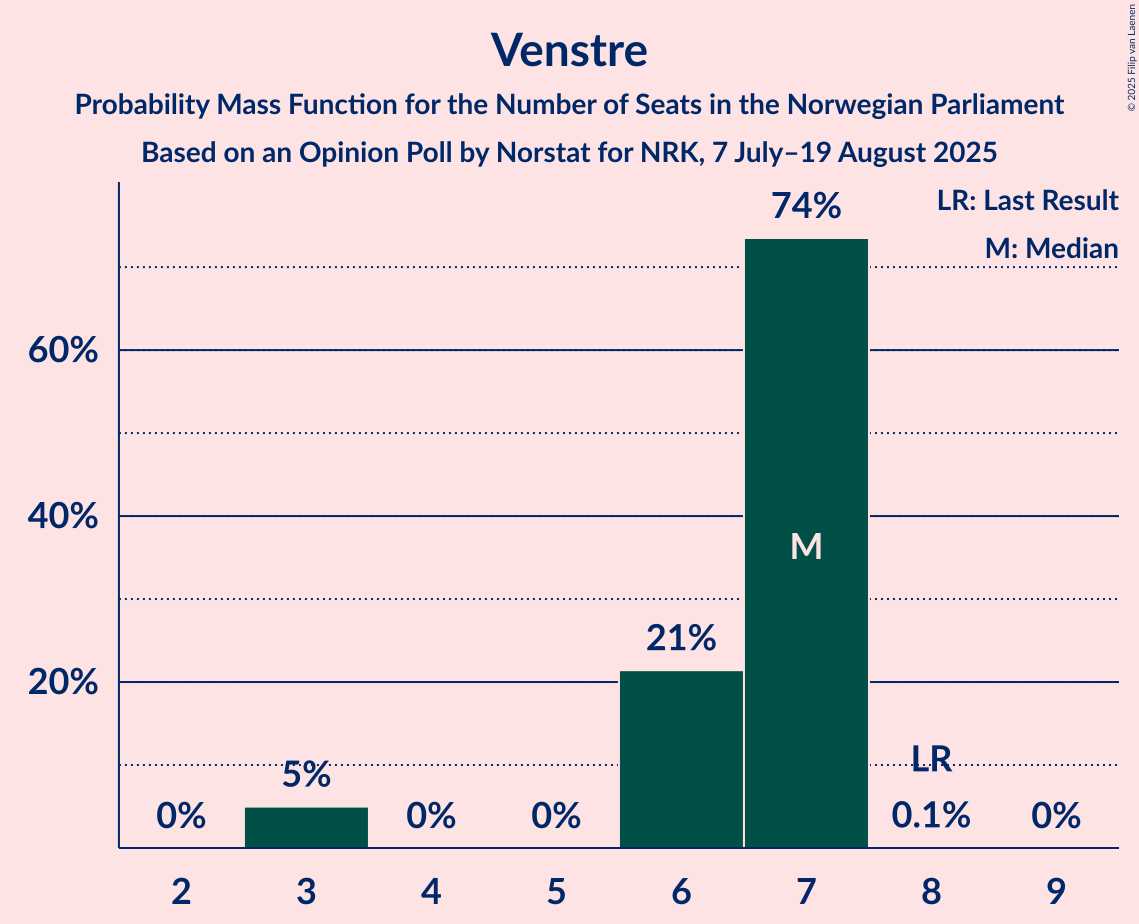 Venstre
Probability Mass Function for the Number of Seats in the Norwegian Parliament
Based on an Opinion Poll by Norstat for NRK, 7 July–19 August 2025
© 2025 Filip van Laenen
LR: Last Result
M: Median
60%
40%
20%
0%
5%
0%
0%
21%
74%
M
LR
0.1%
0%
2
3
4
5
6
7
8
9